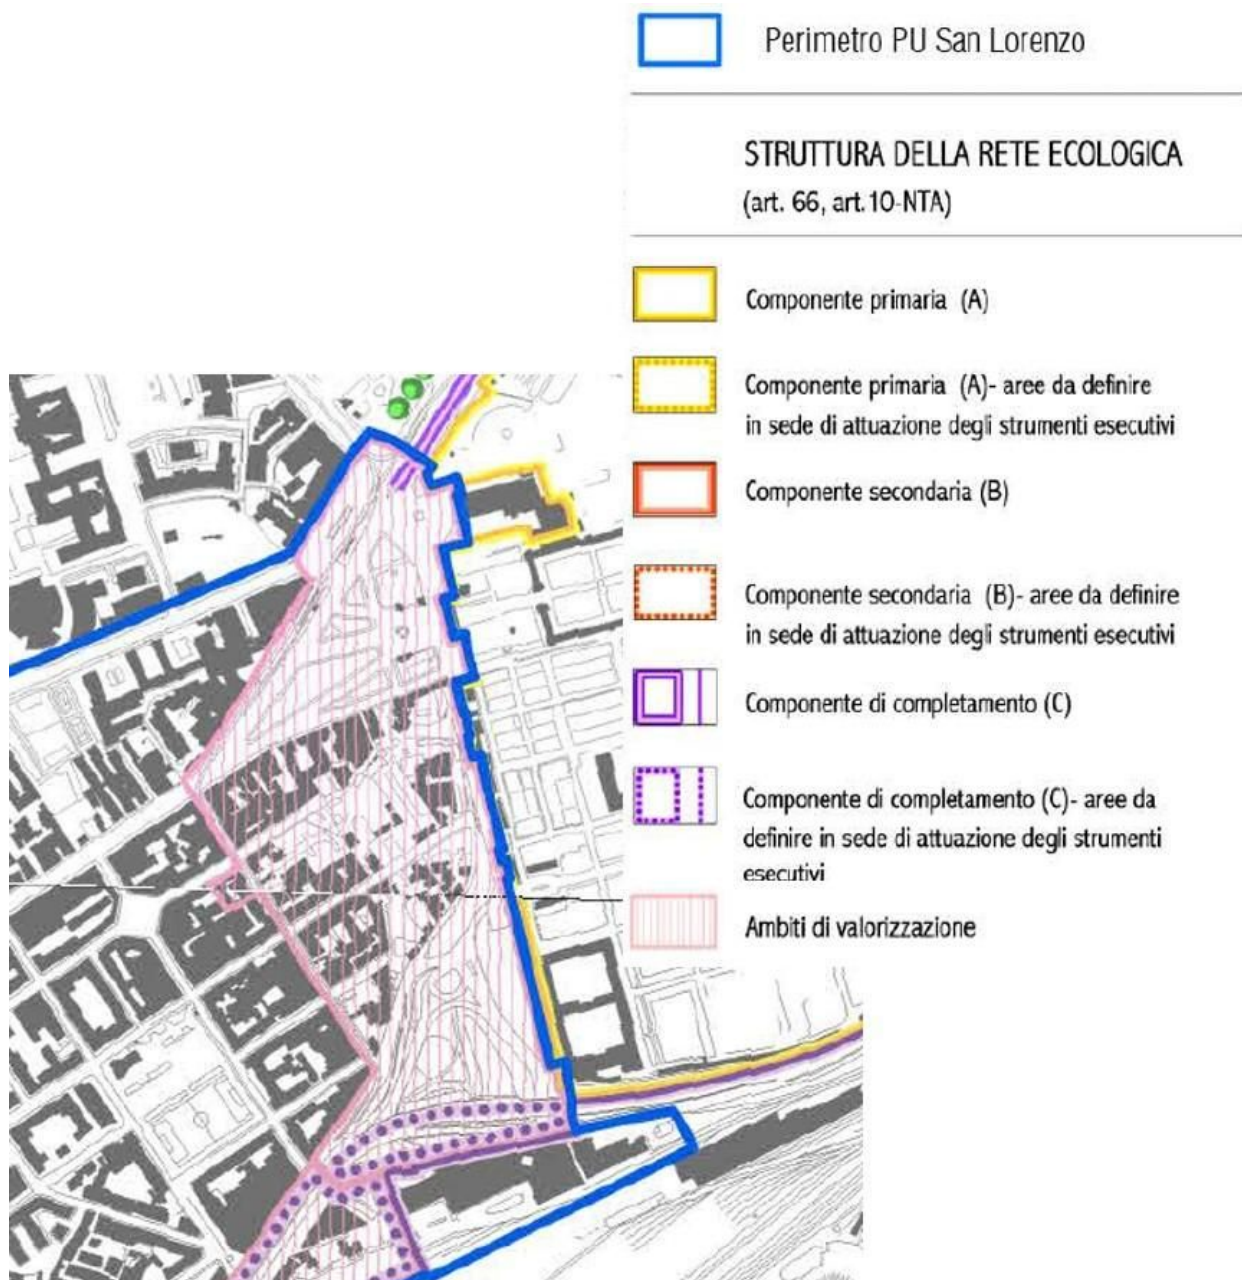 Perimetro PU San Lorenzo
STRUTTURA DELLA RETE ECOLOGICA
(art. 66, art.10-NTA)
Componente primaria (A)
Componente primaria (A)- aree da definire
in sede di attuazione degli strumenti esecutivi
Componente secondaria (B)
Componente secondaria (B)- aree da definire
in sede di attuazione degli strumenti esecutivi
Componente di completamento (C)
Componente di completamento (C)- aree da
definire in sede di attuazione degli strumenti
esecutivi
Ambiti di valorizzazione